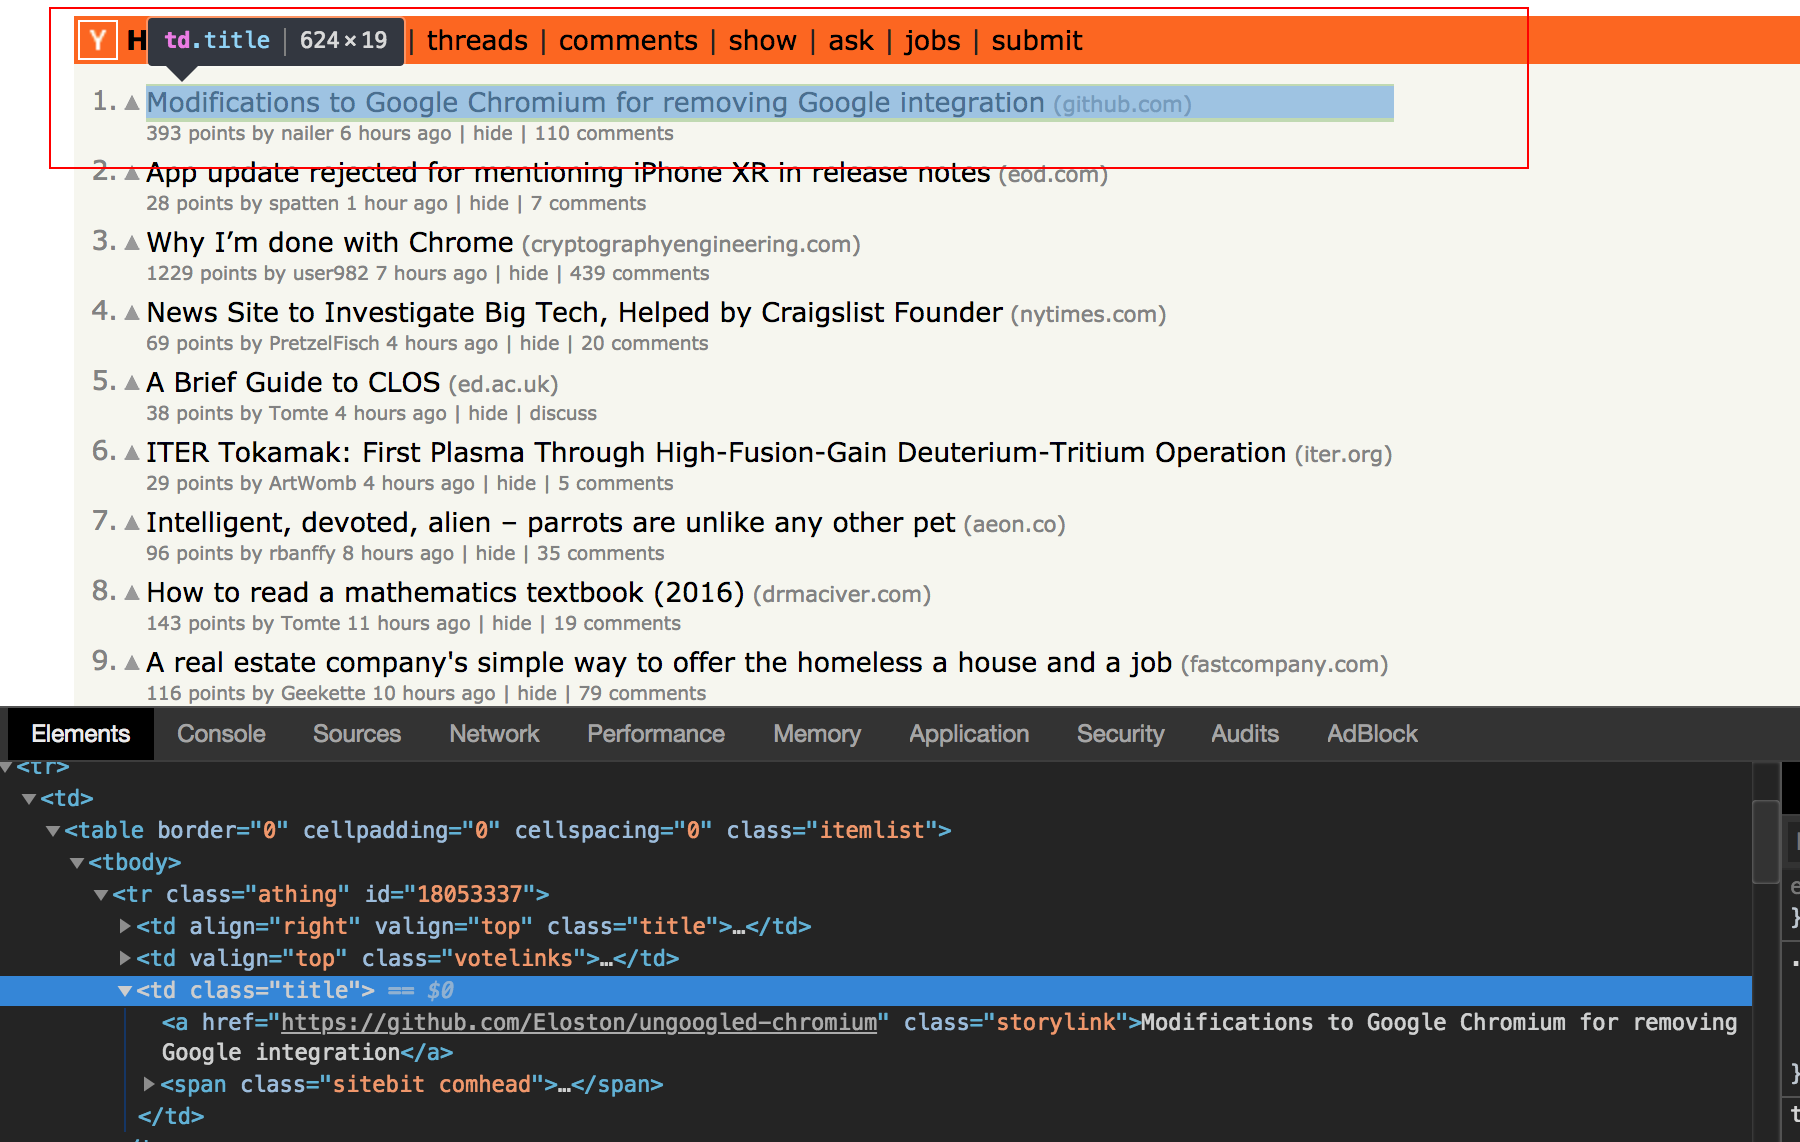 Y H td.title | 624×19 | threads | comments | show | ask | jobs | submit
1. Modifications to Google Chromium for removing Google integration (github.com)
393 points by nailer 6 hours ago | hide | 110 comments
2. App update rejected for mentioning iPhone XR in release notes (eod.com)
28 points by spatten 1 hour ago | hide | 7 comments
3. Why I’m done with Chrome (cryptographyengineering.com)
1229 points by user982 7 hours ago | hide | 439 comments
4. News Site to Investigate Big Tech, Helped by Craigslist Founder (nytimes.com)
69 points by PretzelFisch 4 hours ago | hide | 20 comments
5. A Brief Guide to CLOS (ed.ac.uk)
38 points by Tomte 4 hours ago | hide | discuss
6. ITER Tokamak: First Plasma Through High-Fusion-Gain Deuterium-Tritium Operation (iter.org)
29 points by ArtWomb 4 hours ago | hide | 5 comments
7. Intelligent, devoted, alien – parrots are unlike any other pet (aeon.co)
96 points by rbanffy 8 hours ago | hide | 35 comments
8. How to read a mathematics textbook (2016) (drmaciver.com)
143 points by Tomte 11 hours ago | hide | 19 comments
9. A real estate company's simple way to offer the homeless a house and a job (fastcompany.com)
116 points by Geekette 10 hours ago | hide | 79 comments
Elements Console Sources Network Performance Memory Application Security Audits AdBlock
<tr>
<td>
<table border="0" cellpadding="0" cellspacing="0" class="itemlist">
<tbody>
<tr class="athing" id="18053337">
<td align="right" valign="top" class="title">…</td>
<td valign="top" class="votelinks">…</td>
<td class="title"> == $0
<a href="https://github.com/Eloston/ungoogled-chromium" class="storylink">Modifications to Google Chromium for removing
Google integration</a>
<span class="sitebit comhead">…</span>
</td>